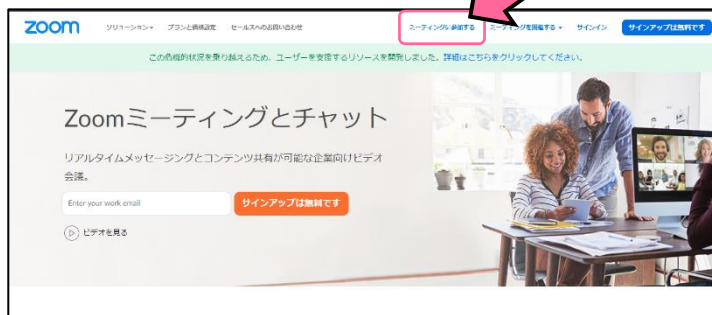 zoom ソリューション▾ プランと価格設定 セールスへのお問い合わせ ミーティングに参加する ミーティングを開催する ▾ サインイン サインアップは無料です
この危機的状況を乗り越えるため、ユーザーを支援するリソースを開発しました。詳細はこちらをクリックしてください。
Zoomミーティングとチャット
リアルタイムメッセージングとコンテンツ共有が可能な企業向けビデオ
会議。
Enter your work email サインアップは無料です
ビデオを見る